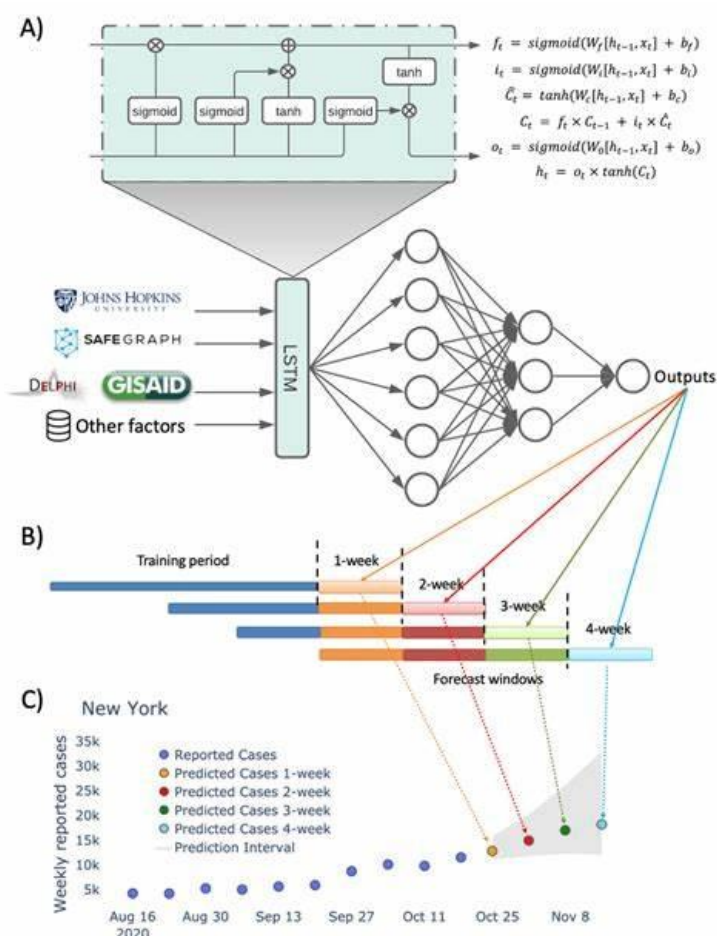 A)
f_t = sigmoid(W_f[h_{t-1}, x_t] + b_f)
i_t = sigmoid(W_i[h_{t-1}, x_t] + b_i)
Ĉ_t = tanh(W_c[h_{t-1}, x_t] + b_c)
C_t = f_t × C_{t-1} + i_t × Ĉ_t
o_t = sigmoid(W_0[h_{t-1}, x_t] + b_o)
h_t = o_t × tanh(C_t)
tanh
sigmoid sigmoid tanh sigmoid
JOHNS HOPKINS
UNIVERSITY
SAFEGRAPH
DELPHI GISAID
Other factors
LSTM
Outputs
B)
Training period 1-week
2-week
3-week
4-week
Forecast windows
C)
New York
Weekly reported cases
35k
30k
25k
20k
15k
10k
5k
Reported Cases
Predicted Cases 1-week
Predicted Cases 2-week
Predicted Cases 3-week
Predicted Cases 4-week
Prediction Interval
Aug 16 Aug 30 Sep 13 Sep 27 Oct 11 Oct 25 Nov 8
2020